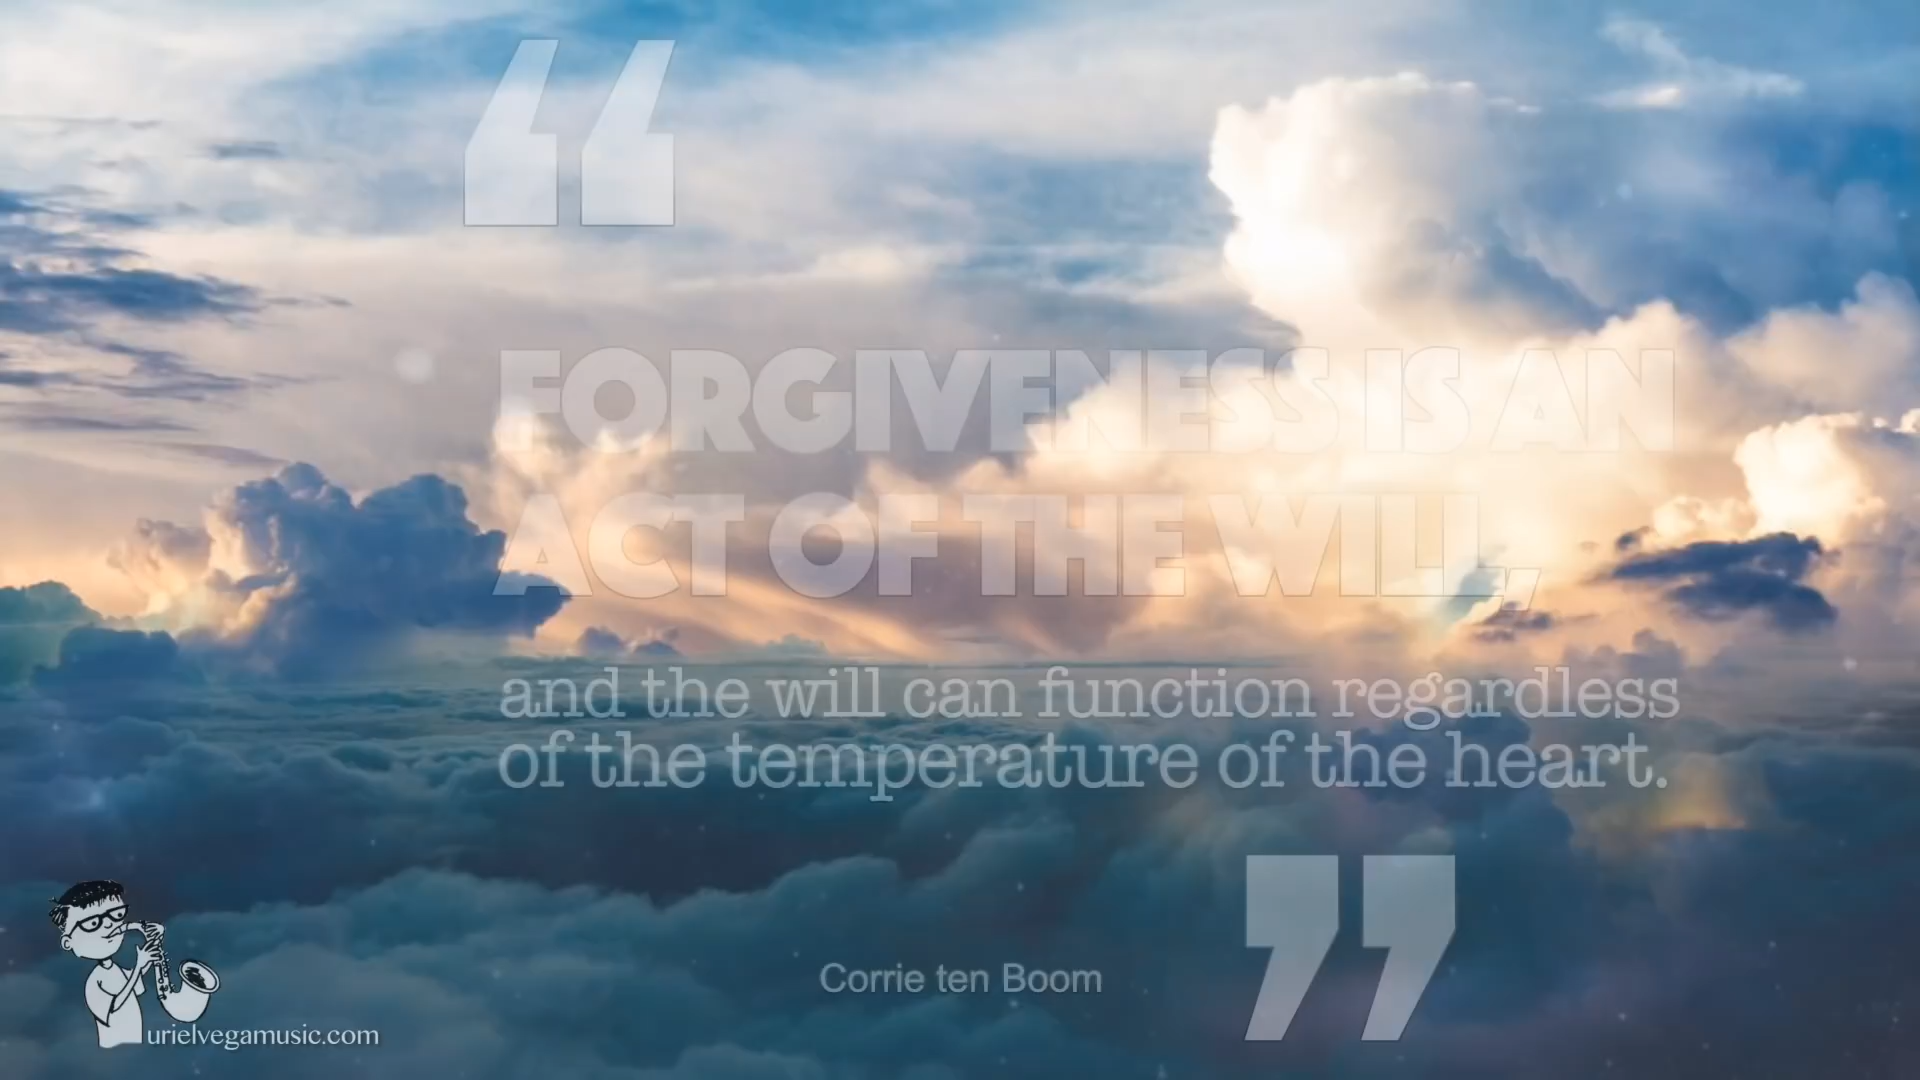 “
FORGIVENESS IS AN
ACT OF THE WILL,
and the will can function regardless
of the temperature of the heart.
”
Corrie ten Boom
urielvegamusic.com